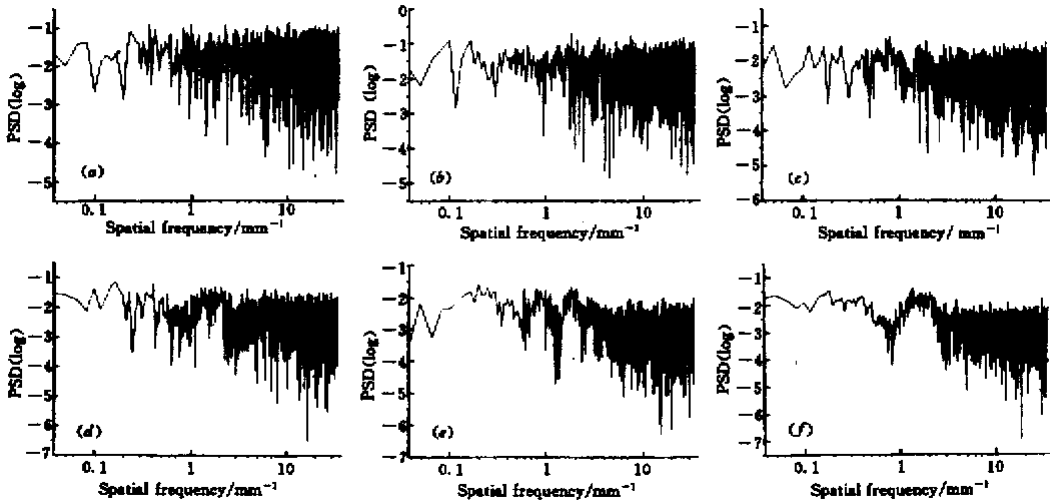 −1
−2
−3
−4
−5
PSD(log)
(a)
0.1 1 10
Spatial frequency/mm⁻¹
0
−1
−2
−3
−4
−5
PSD (log)
(b)
0.1 1 10
Spatial frequency/mm⁻¹
−1
−2
−3
−4
−5
−6
PSD(log)
(c)
0.1 1 10
Spatial frequency/ mm⁻¹
−1
−2
−3
−4
−5
−6
−7
PSD(log)
(d)
0.1 1 10
Spatial frequency/mm⁻¹
−1
−2
−3
−4
−5
−6
−7
PSD(log)
(e)
0.1 1 10
Spatial frequency/mm⁻¹
−1
−2
−3
−4
−5
−6
−7
PSD(log)
(f)
0.1 1 10
Spatial frequency/mm⁻¹